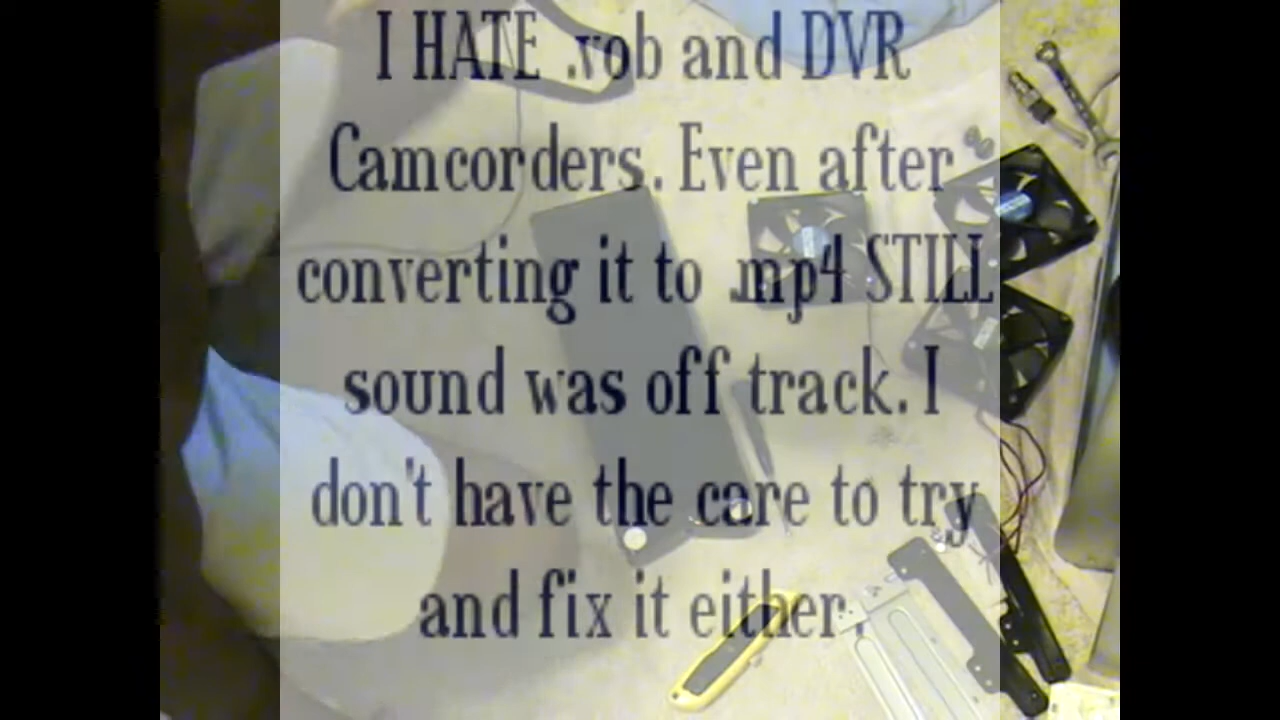 I HATE .vob and DVR
Camcorders. Even after
converting it to .mp4 STILL
sound was off track. I
don't have the care to try
and fix it either